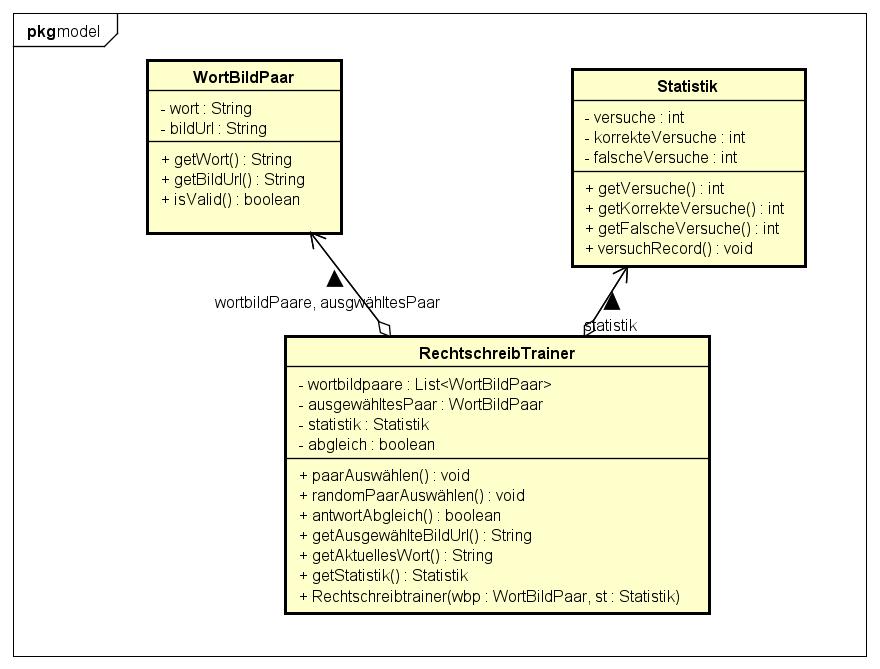 pkg model
WortBildPaar
- wort : String
- bildUrl : String
+ getWort() : String
+ getBildUrl() : String
+ isValid() : boolean
Statistik
- versuche : int
- korrekteVersuche : int
- falscheVersuche : int
+ getVersuche() : int
+ getKorrekteVersuche() : int
+ getFalscheVersuche() : int
+ versuchRecord() : void
wortbildPaare, ausgwähltesPaar
statistik
RechtschreibTrainer
- wortbildpaare : List<WortBildPaar>
- ausgewähltesPaar : WortBildPaar
- statistik : Statistik
- abgleich : boolean
+ paarAuswählen() : void
+ randomPaarAuswählen() : void
+ antwortAbgleich() : boolean
+ getAusgewählteBildUrl() : String
+ getAktuellesWort() : String
+ getStatistik() : Statistik
+ Rechtschreibtrainer(wbp : WortBildPaar, st : Statistik)